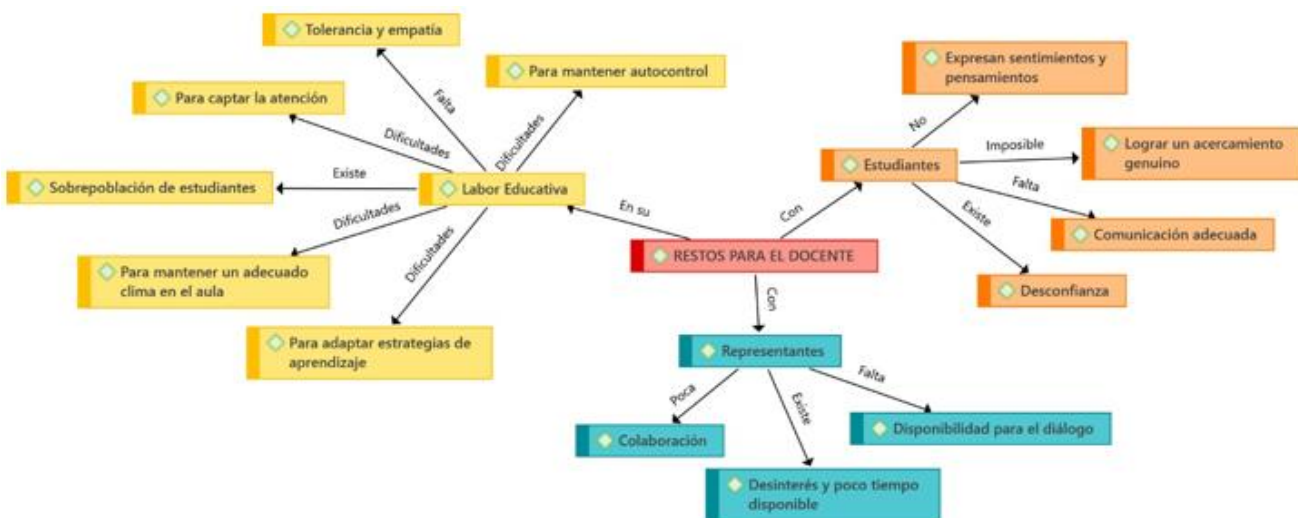 Tolerancia y empatía
Para mantener autocontrol
Para captar la atención
Sobrepoblación de estudiantes
Para mantener un adecuado
clima en el aula
Para adaptar estrategias de
aprendizaje
Labor Educativa
Falta
Dificultades
Dificultades
Existe
Dificultades
Dificultades
En su
RESTOS PARA EL DOCENTE
Con
Con
Estudiantes
No
Imposible
Falta
Existe
Expresan sentimientos y
pensamientos
Lograr un acercamiento
genuino
Comunicación adecuada
Desconfianza
Representantes
Poca
Existe
Falta
Colaboración
Desinterés y poco tiempo
disponible
Disponibilidad para el diálogo